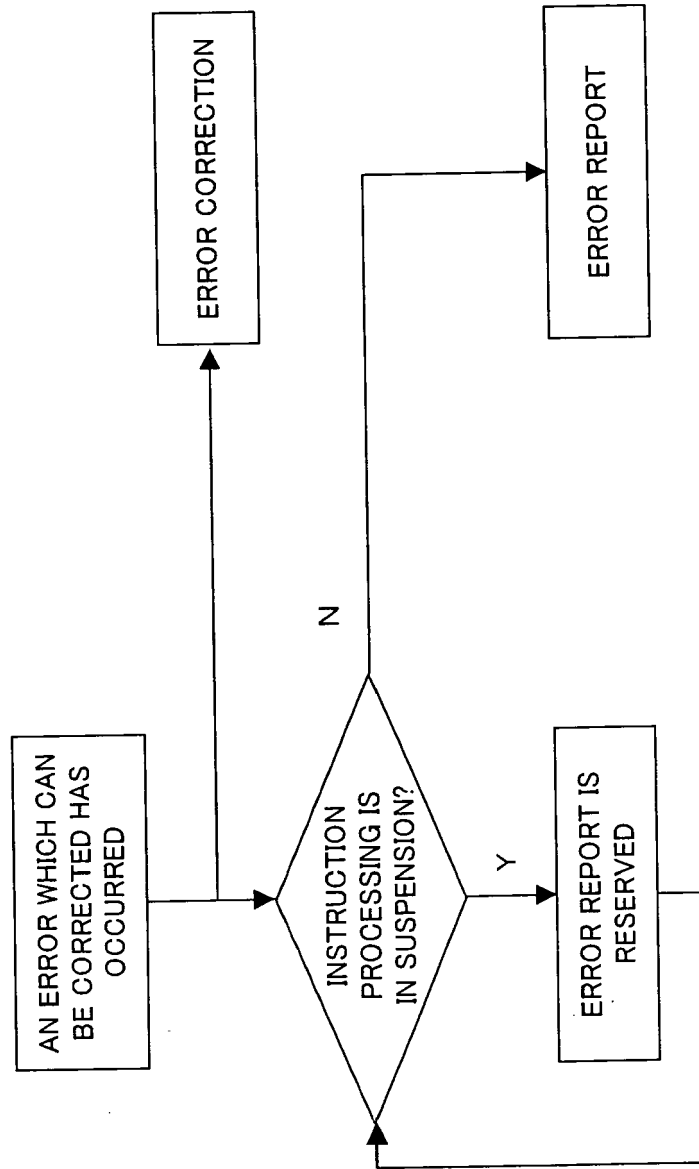 AN ERROR WHICH CAN
BE CORRECTED HAS
OCCURRED
ERROR CORRECTION
INSTRUCTION
PROCESSING IS
IN SUSPENSION?
N
Y
ERROR REPORT IS
RESERVED
ERROR REPORT